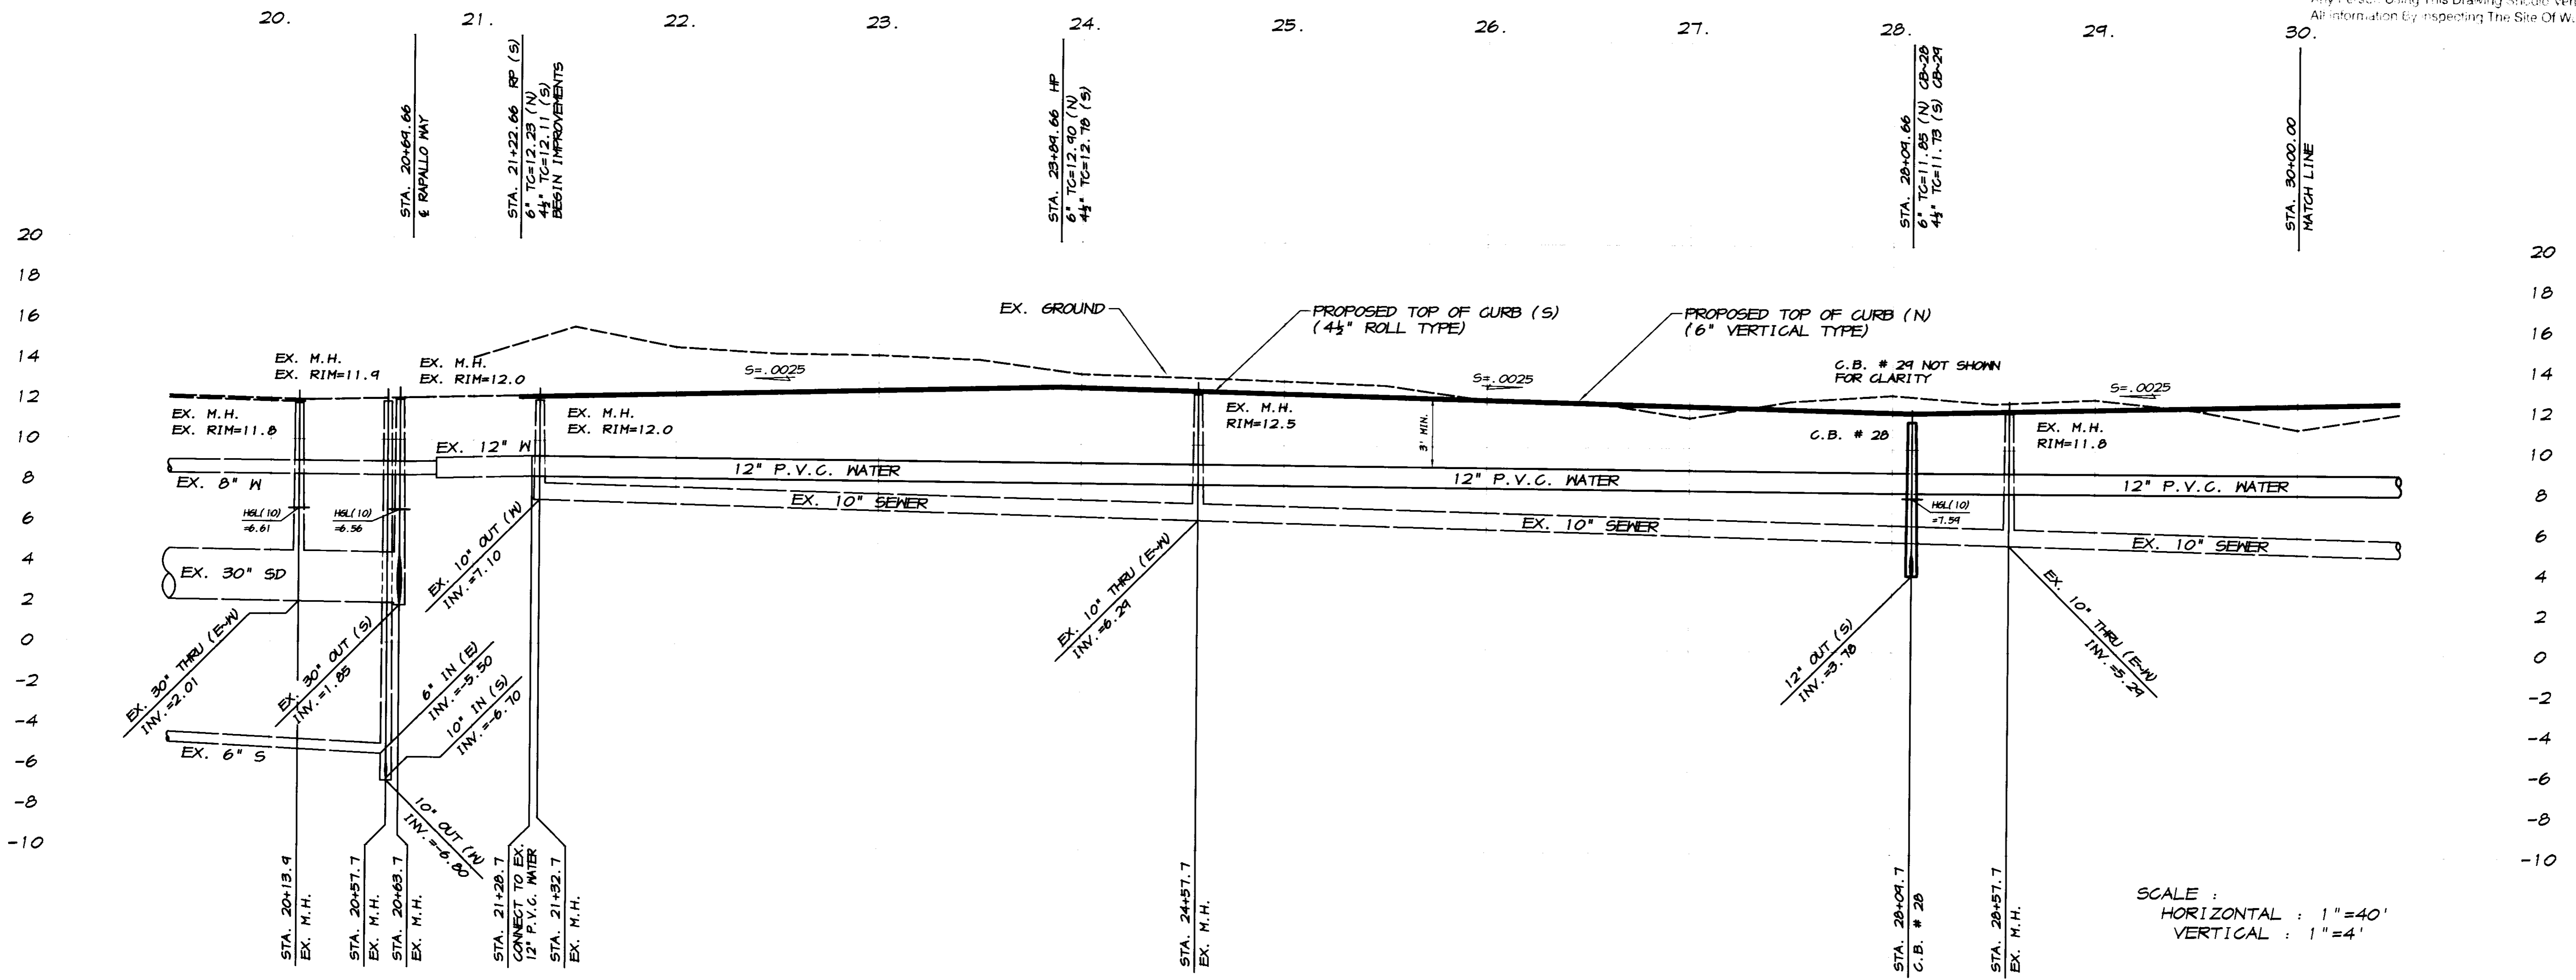 All Information By Inspecting The Site Of W
20. 21. 22. 23. 24. 25. 26. 27. 28. 29. 30.
STA. 20+69.66
℄ RAPALLO WAY
STA. 21+22.66 RP (S)
6" TC=12.23 (N)
4½" TC=12.11 (S)
BEGIN IMPROVEMENTS
STA. 23+89.66 HP
6" TC=12.90 (N)
4½" TC=12.78 (S)
STA. 28+09.66
6" TC=11.85 (N) CB~28
4½" TC=11.73 (S) CB~29
STA. 30+00.00
MATCH LINE
20
18
16
14
12
10
8
6
4
2
0
-2
-4
-6
-8
-10
EX. GROUND
PROPOSED TOP OF CURB (S)
(4½" ROLL TYPE)
PROPOSED TOP OF CURB (N)
(6" VERTICAL TYPE)
EX. M.H.
EX. RIM=11.9
EX. M.H.
EX. RIM=12.0
S=.0025
S=.0025
C.B. # 29 NOT SHOWN
FOR CLARITY
S=.0025
EX. M.H.
EX. RIM=11.8
EX. M.H.
EX. RIM=12.0
EX. M.H.
RIM=12.5
3' MIN.
C.B. # 28
EX. M.H.
RIM=11.8
EX. 12" W
12" P.V.C. WATER
12" P.V.C. WATER
12" P.V.C. WATER
EX. 8" W
EX. 10" SEWER
EX. 10" SEWER
EX. 10" SEWER
HGL(10)
=6.61
HGL(10)
=6.56
HGL(10)
=7.59
EX. 30" SD
EX. 6" S
EX. 30" THRU (E~W)
INV.=2.01
EX. 30" OUT (S)
INV.=1.85
6" IN (E)
INV.=-5.50
10" IN (S)
INV.=-6.70
10" OUT (W)
INV.=-6.80
EX. 10" OUT (W)
INV.=7.10
EX. 10" THRU (E~W)
INV.=6.29
12" OUT (S)
INV.=3.78
EX. 10" THRU (E~W)
INV.=5.29
STA. 20+13.9
EX. M.H.
STA. 20+57.7
EX. M.H.
STA. 20+63.7
EX. M.H.
STA. 21+28.7
CONNECT TO EX.
12" P.V.C. WATER
STA. 21+32.7
EX. M.H.
STA. 24+57.7
EX. M.H.
STA. 28+09.7
C.B. # 28
STA. 28+57.7
EX. M.H.
20
18
16
14
12
10
8
6
4
2
0
-2
-4
-6
-8
-10
SCALE :
HORIZONTAL : 1"=40'
VERTICAL : 1"=4'